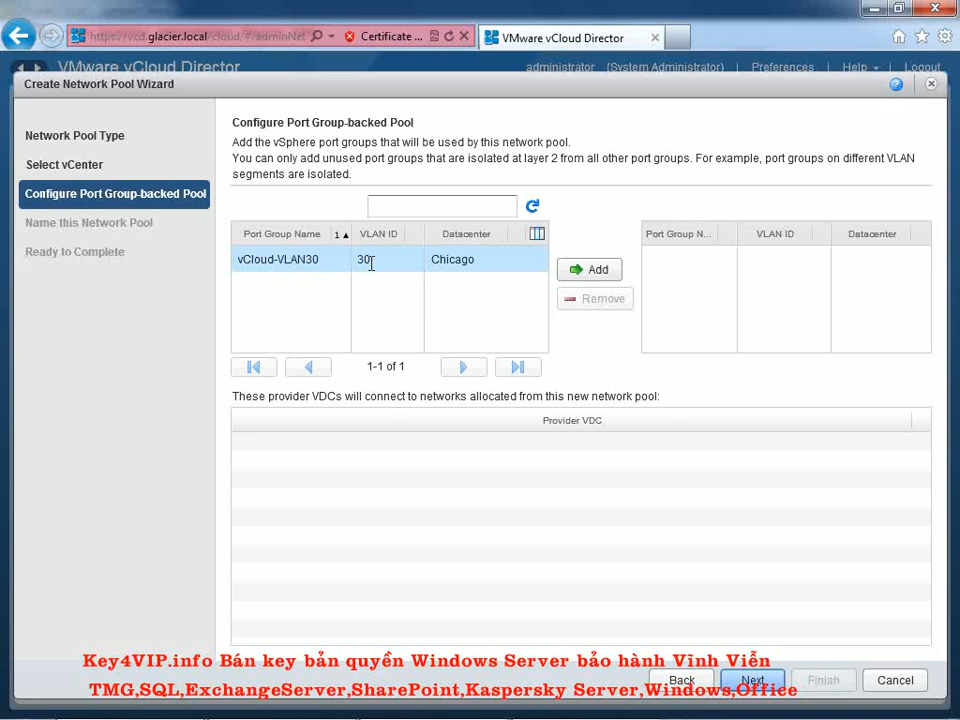 https://vcd.glacier.local/cloud/#/adminNet
Certificate ...
VMware vCloud Director
VMware vCloud Director
administrator (System Administrator) Preferences Help Logout
Create Network Pool Wizard
Network Pool Type
Select vCenter
Configure Port Group-backed Pool
Name this Network Pool
Ready to Complete
Configure Port Group-backed Pool
Add the vSphere port groups that will be used by this network pool.
You can only add unused port groups that are isolated at layer 2 from all other port groups. For example, port groups on different VLAN
segments are isolated.
Port Group Name 1 ▲ VLAN ID Datacenter
vCloud-VLAN30 30 Chicago
Add
Remove
Port Group N... VLAN ID Datacenter
1-1 of 1
These provider VDCs will connect to networks allocated from this new network pool:
Provider VDC
Key4VIP.info Bán key bản quyền Windows Server bảo hành Vĩnh Viễn
TMG,SQL,ExchangeServer,SharePoint,Kaspersky Server,Windows,Office
Back Next Finish Cancel